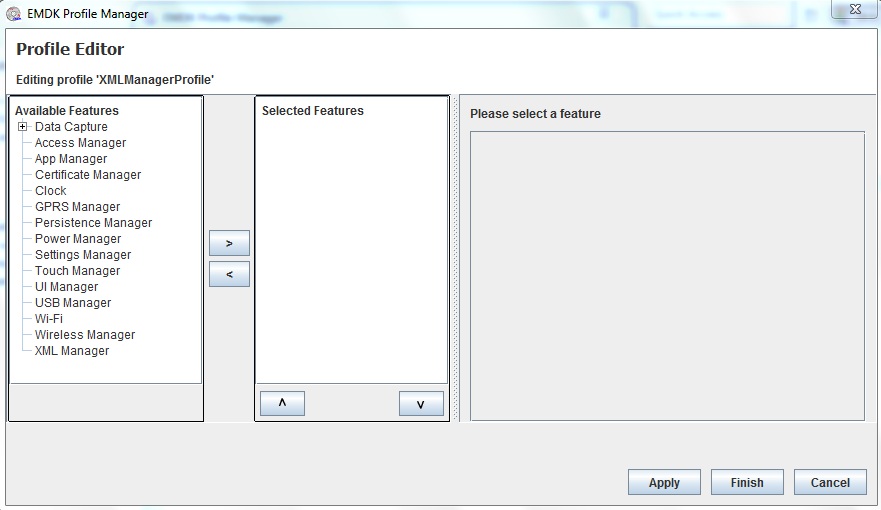 EMDK Profile Manager
Profile Editor
Editing profile 'XMLManagerProfile'
Available Features
Data Capture
Access Manager
App Manager
Certificate Manager
Clock
GPRS Manager
Persistence Manager
Power Manager
Settings Manager
Touch Manager
UI Manager
USB Manager
Wi-Fi
Wireless Manager
XML Manager
>
<
Selected Features
Please select a feature
Apply
Finish
Cancel